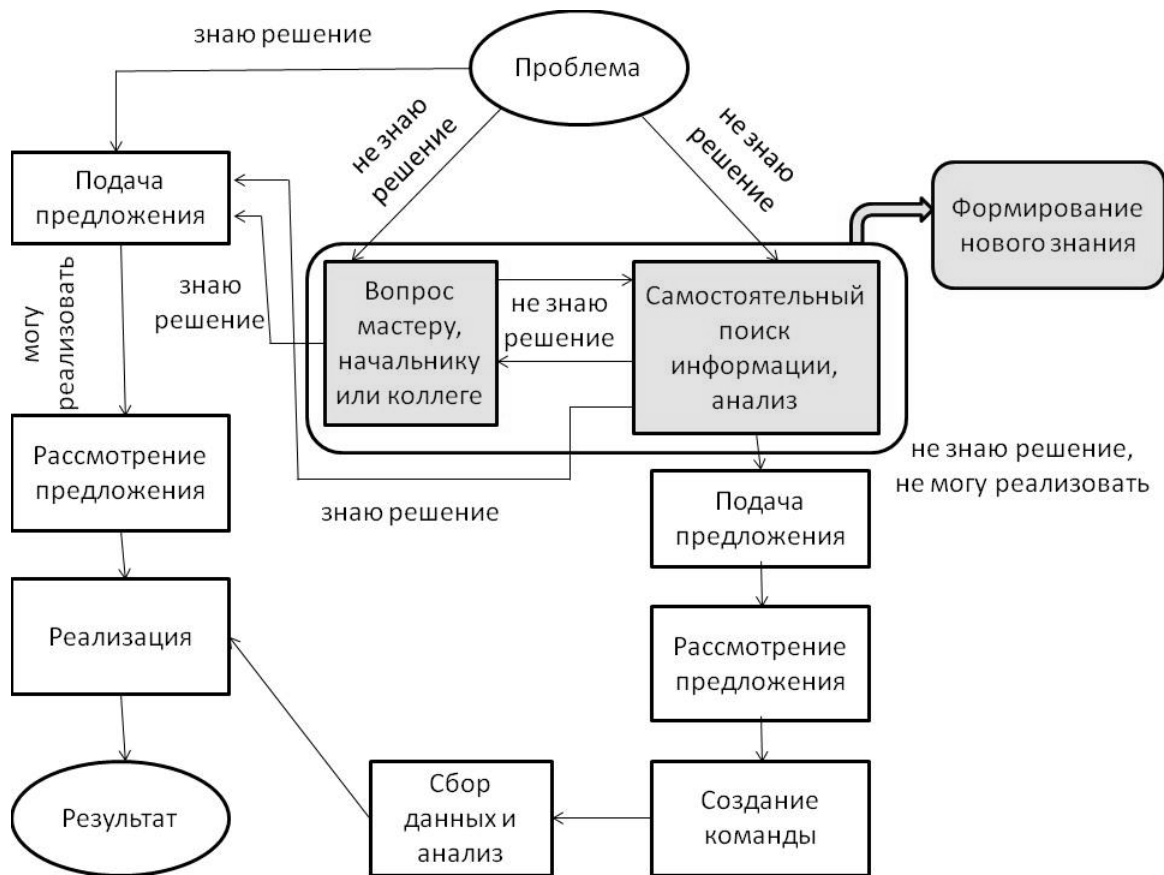 знаю решение
Проблема
не знаю
решение
не знаю
решение
Подача
предложения
Формирование
нового знания
могу
реализовать
знаю
решение
Вопрос
мастеру,
начальнику
или коллеге
не знаю
решение
Самостоятельный
поиск
информации,
анализ
Рассмотрение
предложения
знаю решение
не знаю решение,
не могу реализовать
Подача
предложения
Реализация
Рассмотрение
предложения
Результат
Сбор
данных и
анализ
Создание
команды